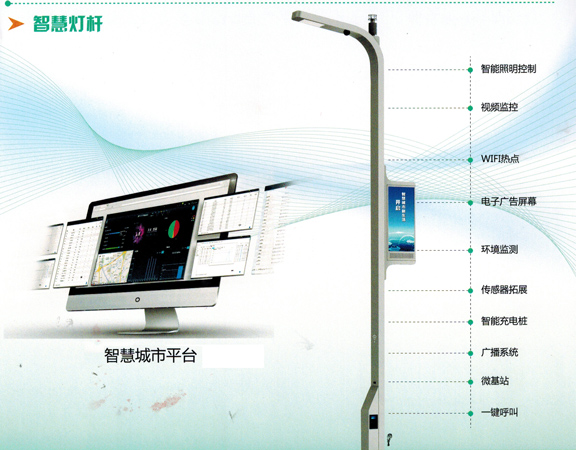 智慧灯杆
智能照明控制
视频监控
WIFI热点
电子广告屏幕
环境监测
传感器拓展
智能充电桩
广播系统
微基站
一键呼叫
智慧城市平台